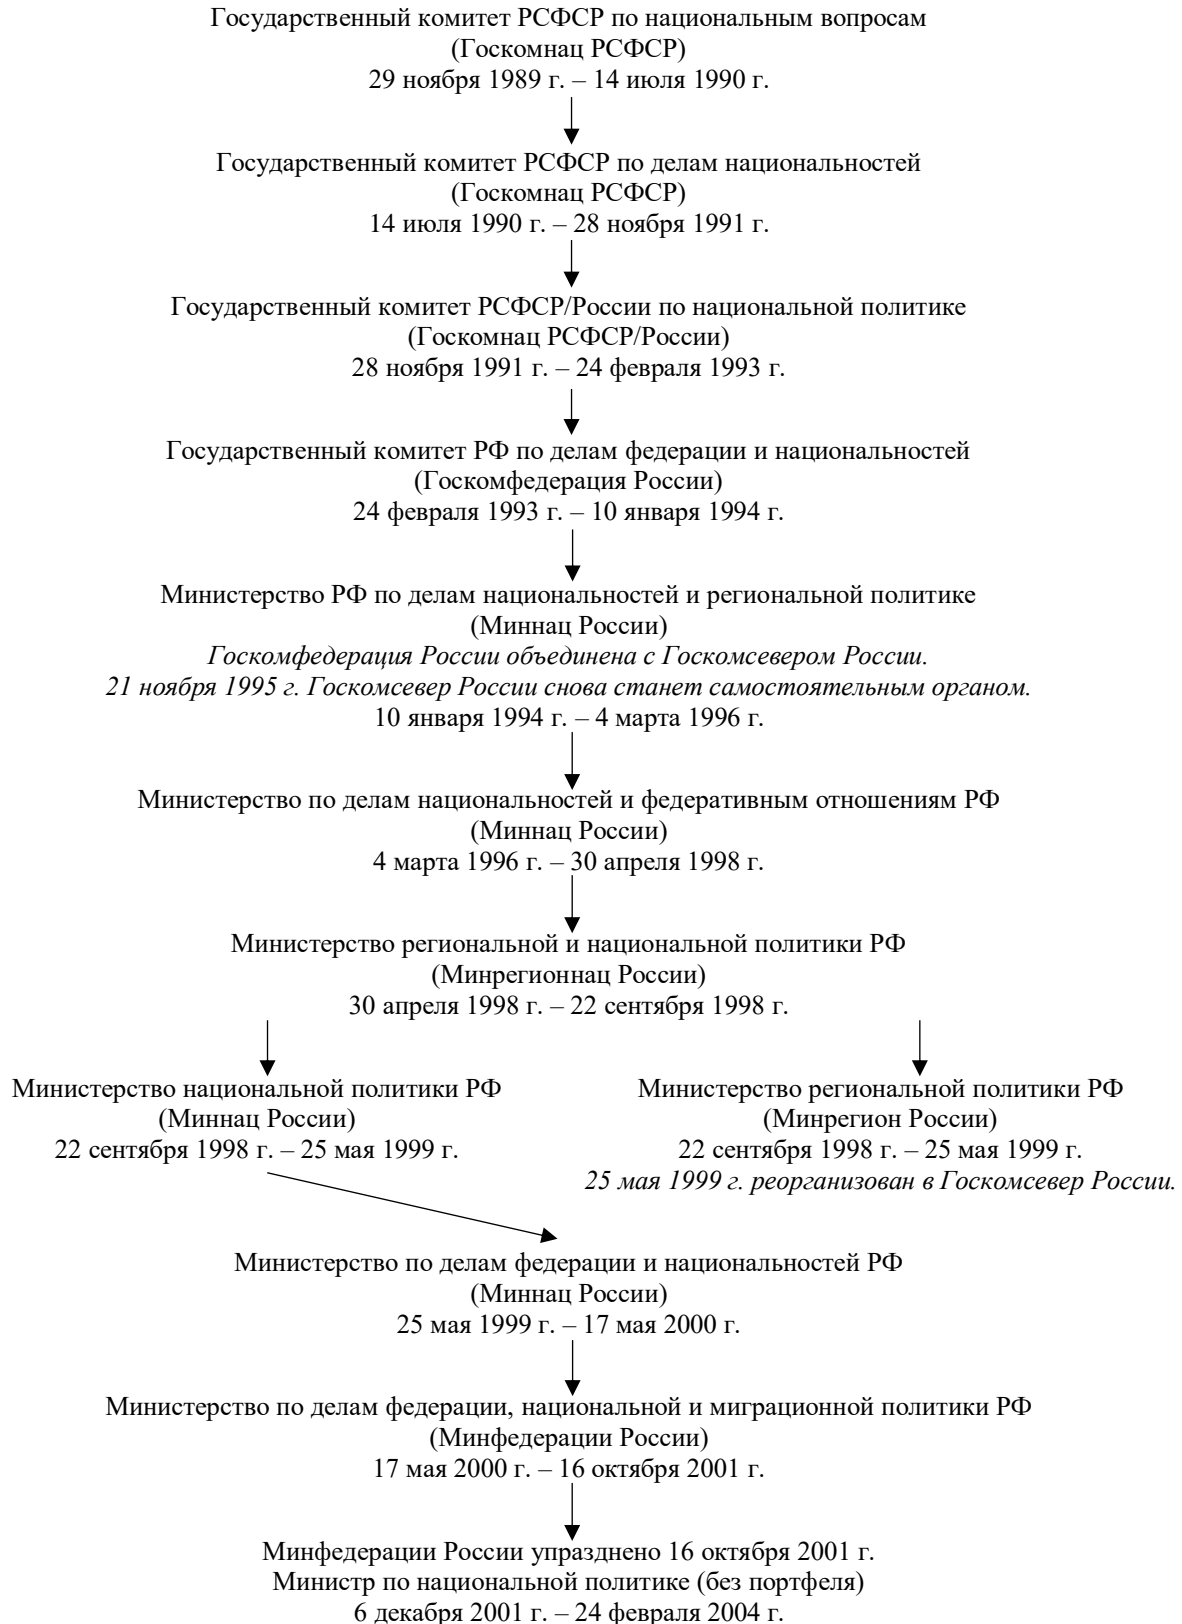 Государственный комитет РСФСР по национальным вопросам
(Госкомнац РСФСР)
29 ноября 1989 г. – 14 июля 1990 г.
Государственный комитет РСФСР по делам национальностей
(Госкомнац РСФСР)
14 июля 1990 г. – 28 ноября 1991 г.
Государственный комитет РСФСР/России по национальной политике
(Госкомнац РСФСР/России)
28 ноября 1991 г. – 24 февраля 1993 г.
Государственный комитет РФ по делам федерации и национальностей
(Госкомфедерация России)
24 февраля 1993 г. – 10 января 1994 г.
Министерство РФ по делам национальностей и региональной политике
(Миннац России)
Госкомфедерация России объединена с Госкомсевером России.
21 ноября 1995 г. Госкомсевер России снова станет самостоятельным органом.
10 января 1994 г. – 4 марта 1996 г.
Министерство по делам национальностей и федеративным отношениям РФ
(Миннац России)
4 марта 1996 г. – 30 апреля 1998 г.
Министерство региональной и национальной политики РФ
(Минрегионнац России)
30 апреля 1998 г. – 22 сентября 1998 г.
Министерство национальной политики РФ
(Миннац России)
22 сентября 1998 г. – 25 мая 1999 г.
Министерство региональной политики РФ
(Минрегион России)
22 сентября 1998 г. – 25 мая 1999 г.
25 мая 1999 г. реорганизован в Госкомсевер России.
Министерство по делам федерации и национальностей РФ
(Миннац России)
25 мая 1999 г. – 17 мая 2000 г.
Министерство по делам федерации, национальной и миграционной политики РФ
(Минфедерации России)
17 мая 2000 г. – 16 октября 2001 г.
Минфедерации России упразднено 16 октября 2001 г.
Министр по национальной политике (без портфеля)
6 декабря 2001 г. – 24 февраля 2004 г.